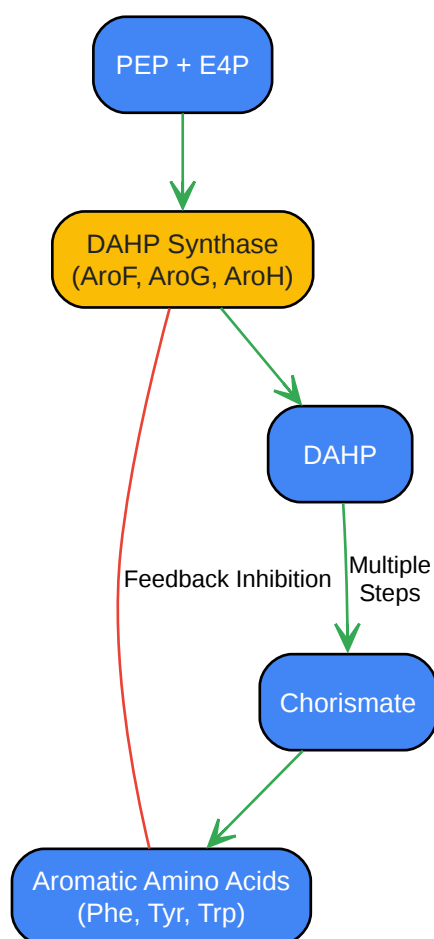 PEP + E4P
DAHP Synthase
(AroF, AroG, AroH)
DAHP
Feedback Inhibition
Multiple
Steps
Chorismate
Aromatic Amino Acids
(Phe, Tyr, Trp)